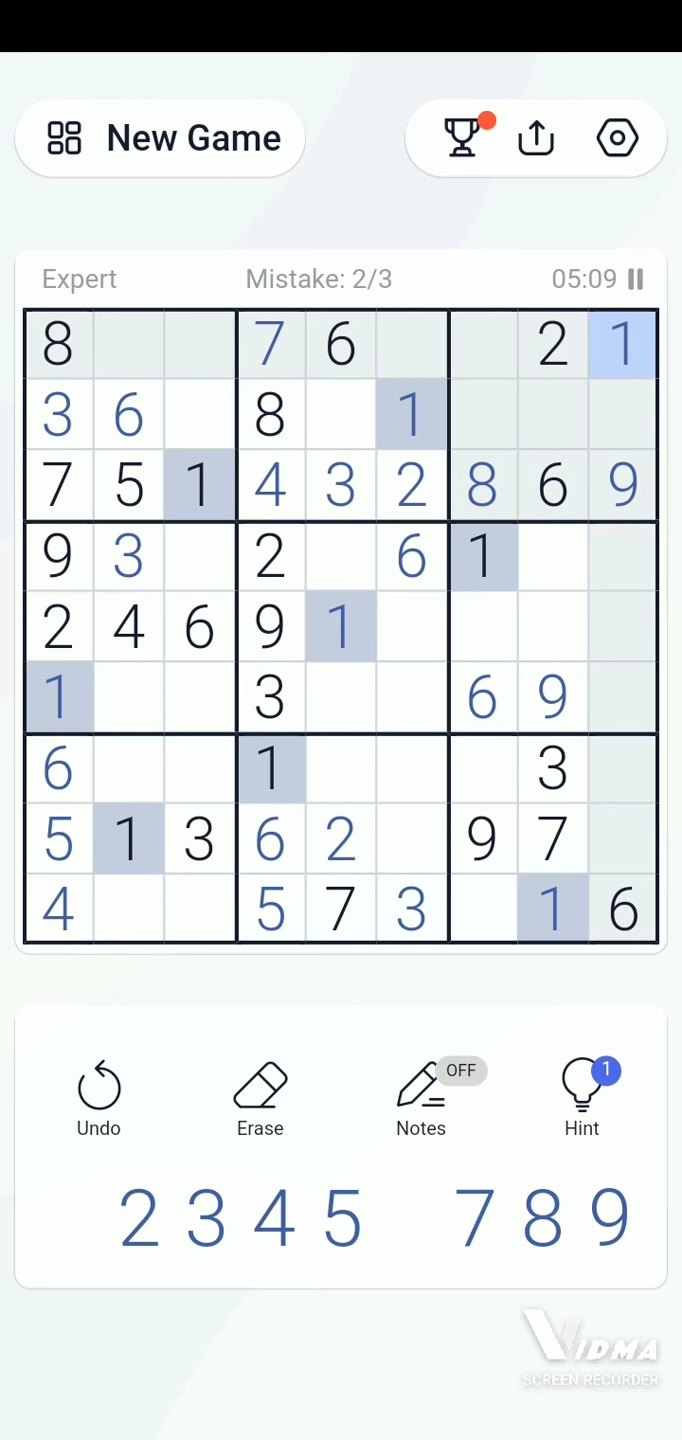 New Game
Expert Mistake: 2/3 05:09
8 7 6 2 1
3 6 8 1
7 5 1 4 3 2 8 6 9
9 3 2 6 1
2 4 6 9 1
1 3 6 9
6 1 3
5 1 3 6 2 9 7
4 5 7 3 1 6
OFF 1
Undo Erase Notes Hint
2 3 4 5 7 8 9
VIDMA
SCREEN RECORDER